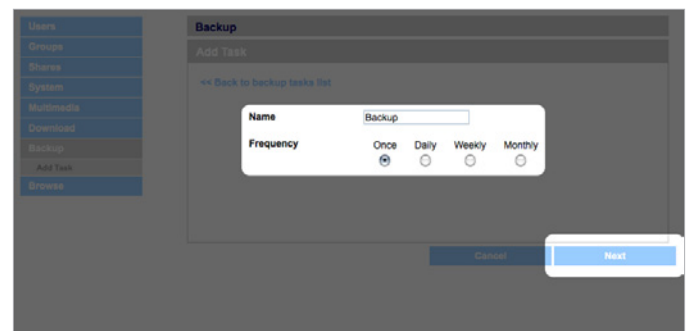 Users
Groups
Shares
System
Multimedia
Download
Backup
Add Task
Browse
Backup
Add Task
<< Back to backup tasks list
Name Backup
Frequency Once Daily Weekly Monthly
Cancel Next